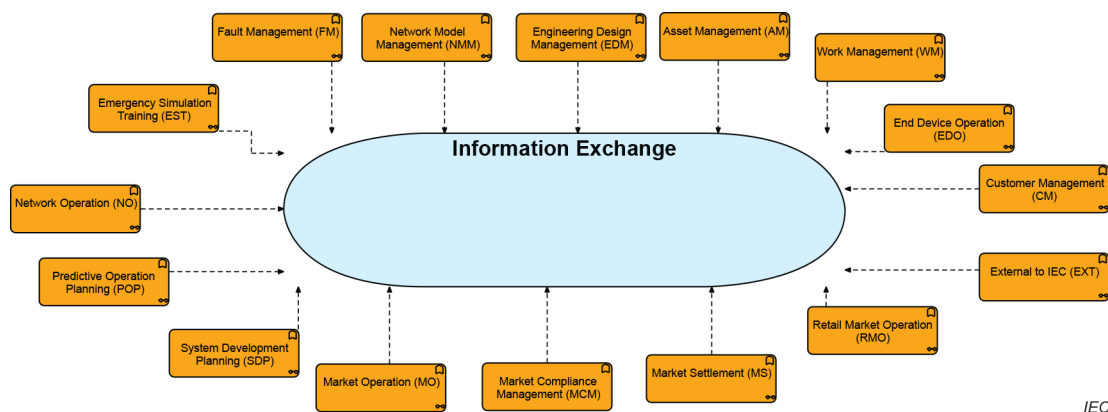 Fault Management (FM)
Network Model
Management (NMM)
Engineering Design
Management (EDM)
Asset Management (AM)
Work Management (WM)
Emergency Simulation
Training (EST)
End Device Operation
(EDO)
Information Exchange
Customer Management
(CM)
Network Operation (NO)
Predictive Operation
Planning (POP)
External to IEC (EXT)
System Development
Planning (SDP)
Market Operation (MO)
Market Compliance
Management (MCM)
Market Settlement (MS)
Retail Market Operation
(RMO)
IEC